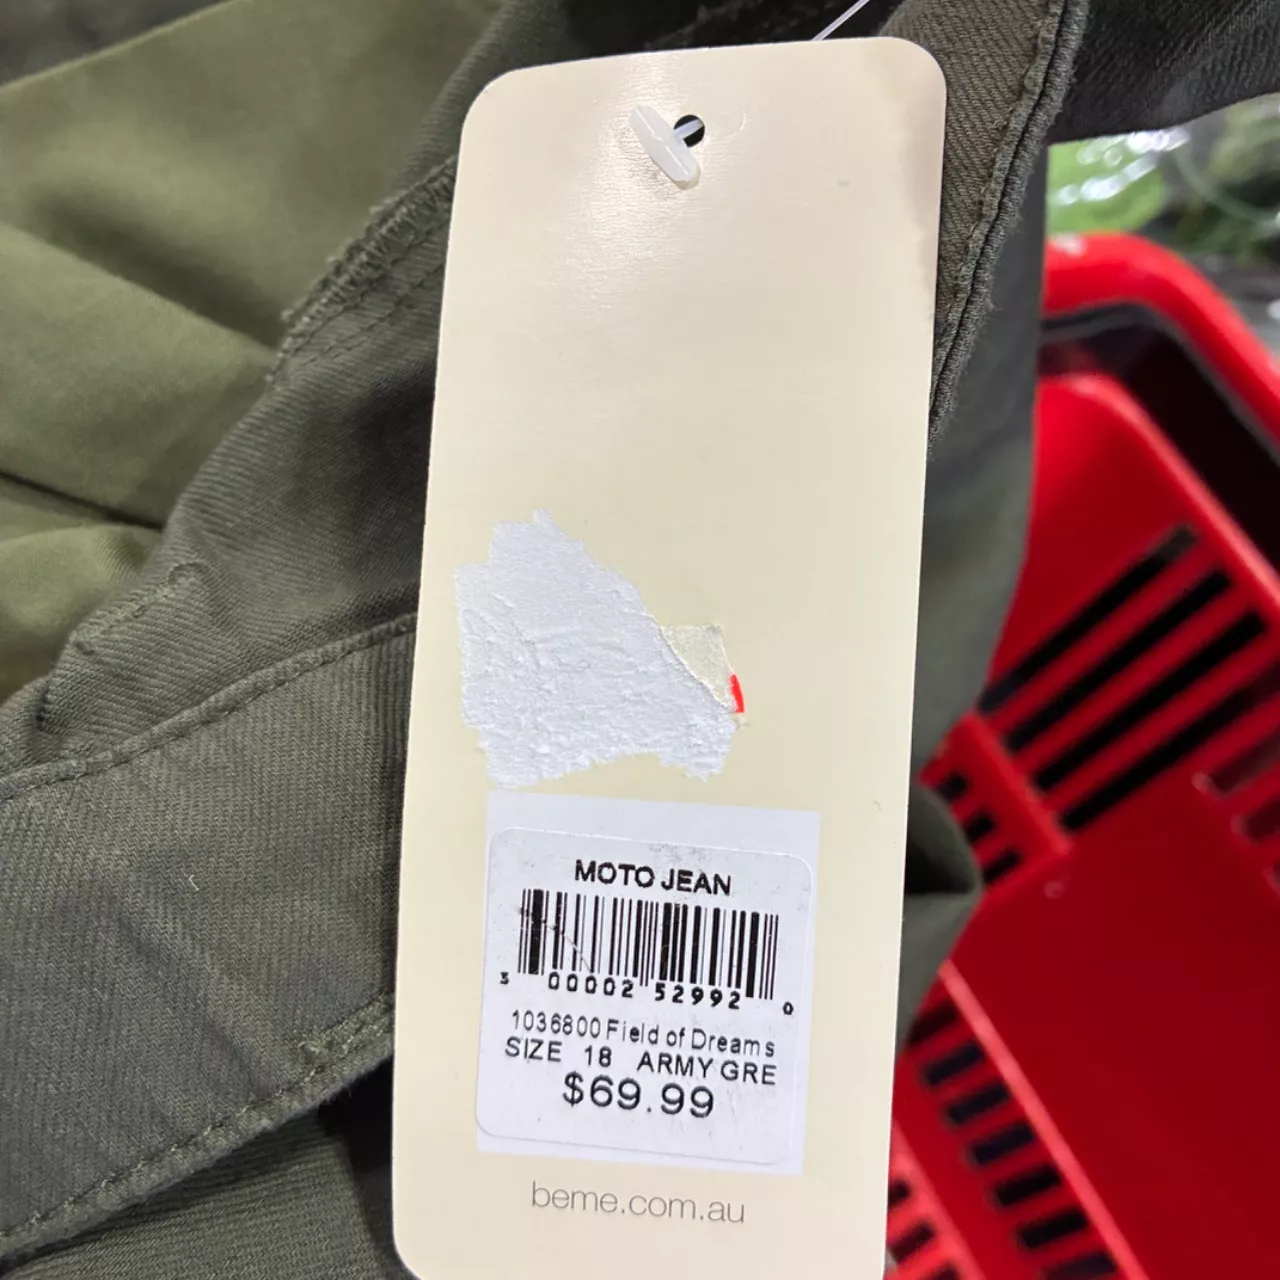 MOTO JEAN
3 00002 52992 0
1036800 Field of Dreams
SIZE 18 ARMY GRE
$69.99
beme.com.au